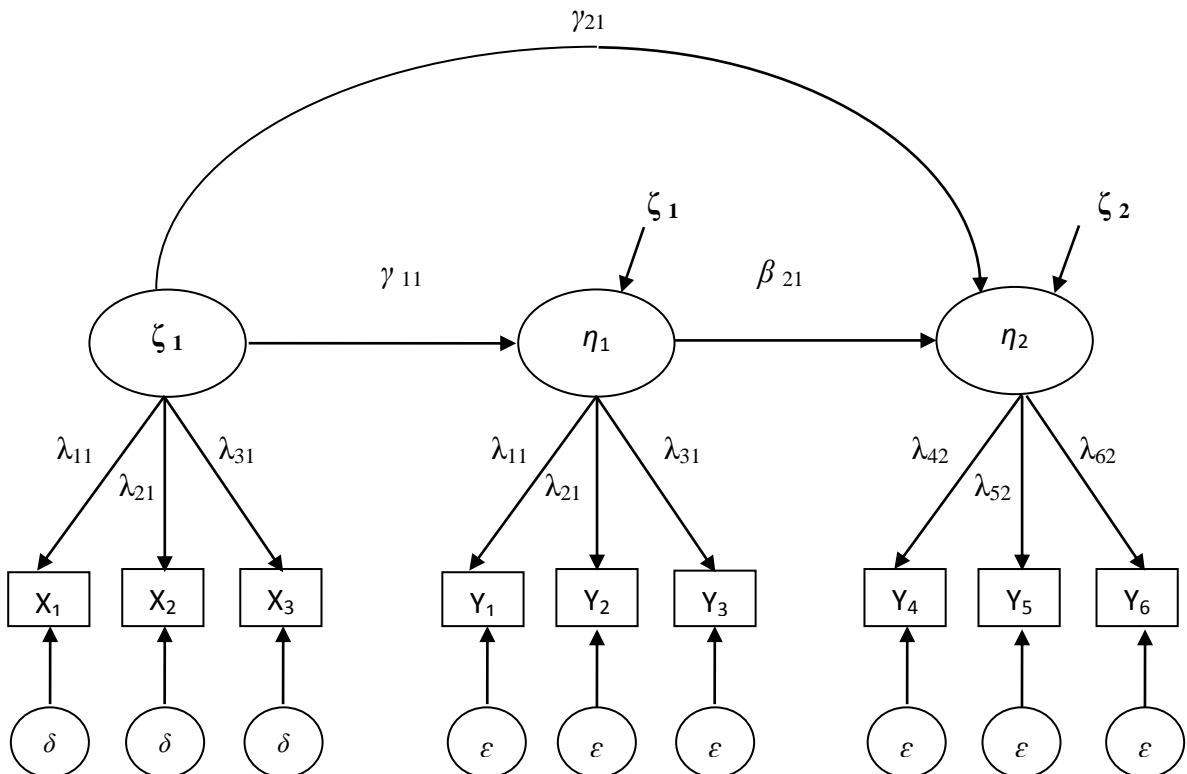 γ21
ζ 1 ζ 2
γ 11 β 21
ζ 1 η1 η2
λ11 λ21 λ31 λ11 λ21 λ31 λ42 λ52 λ62
X1 X2 X3 Y1 Y2 Y3 Y4 Y5 Y6
δ δ δ ε ε ε ε ε ε